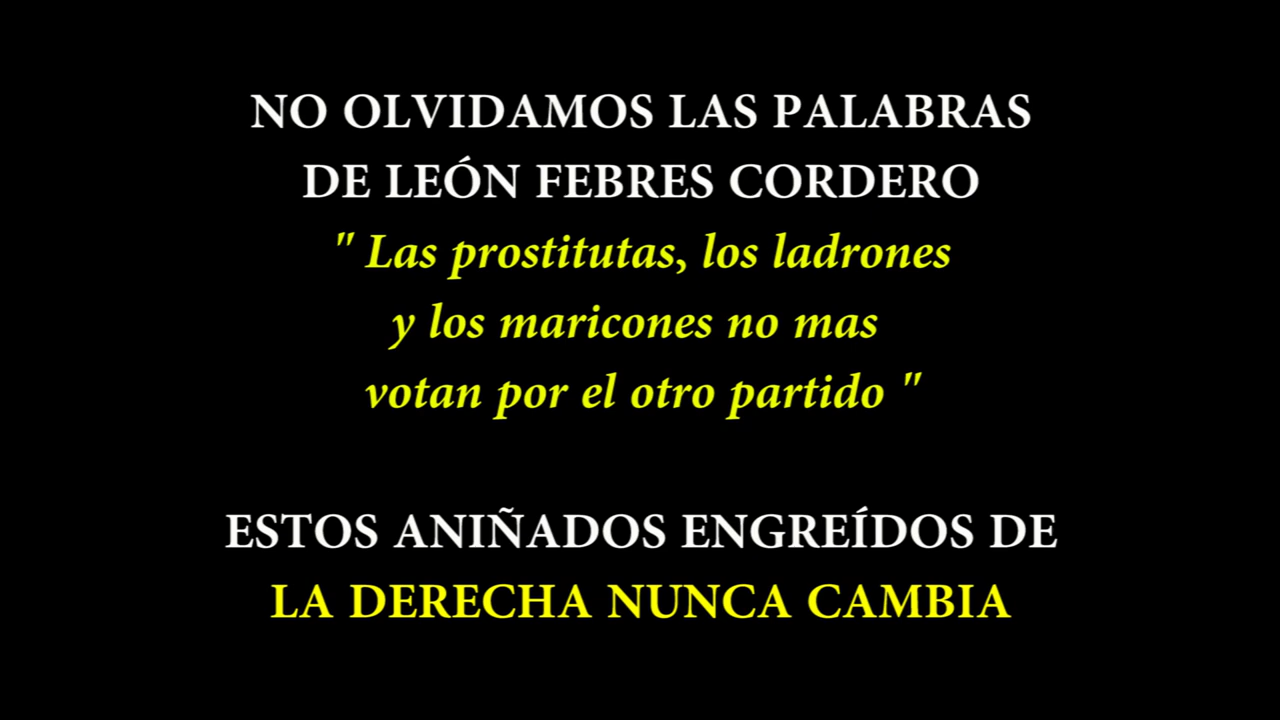 NO OLVIDAMOS LAS PALABRAS
DE LEÓN FEBRES CORDERO
" Las prostitutas, los ladrones
y los maricones no mas
votan por el otro partido "
ESTOS ANIÑADOS ENGREÍDOS DE
LA DERECHA NUNCA CAMBIA